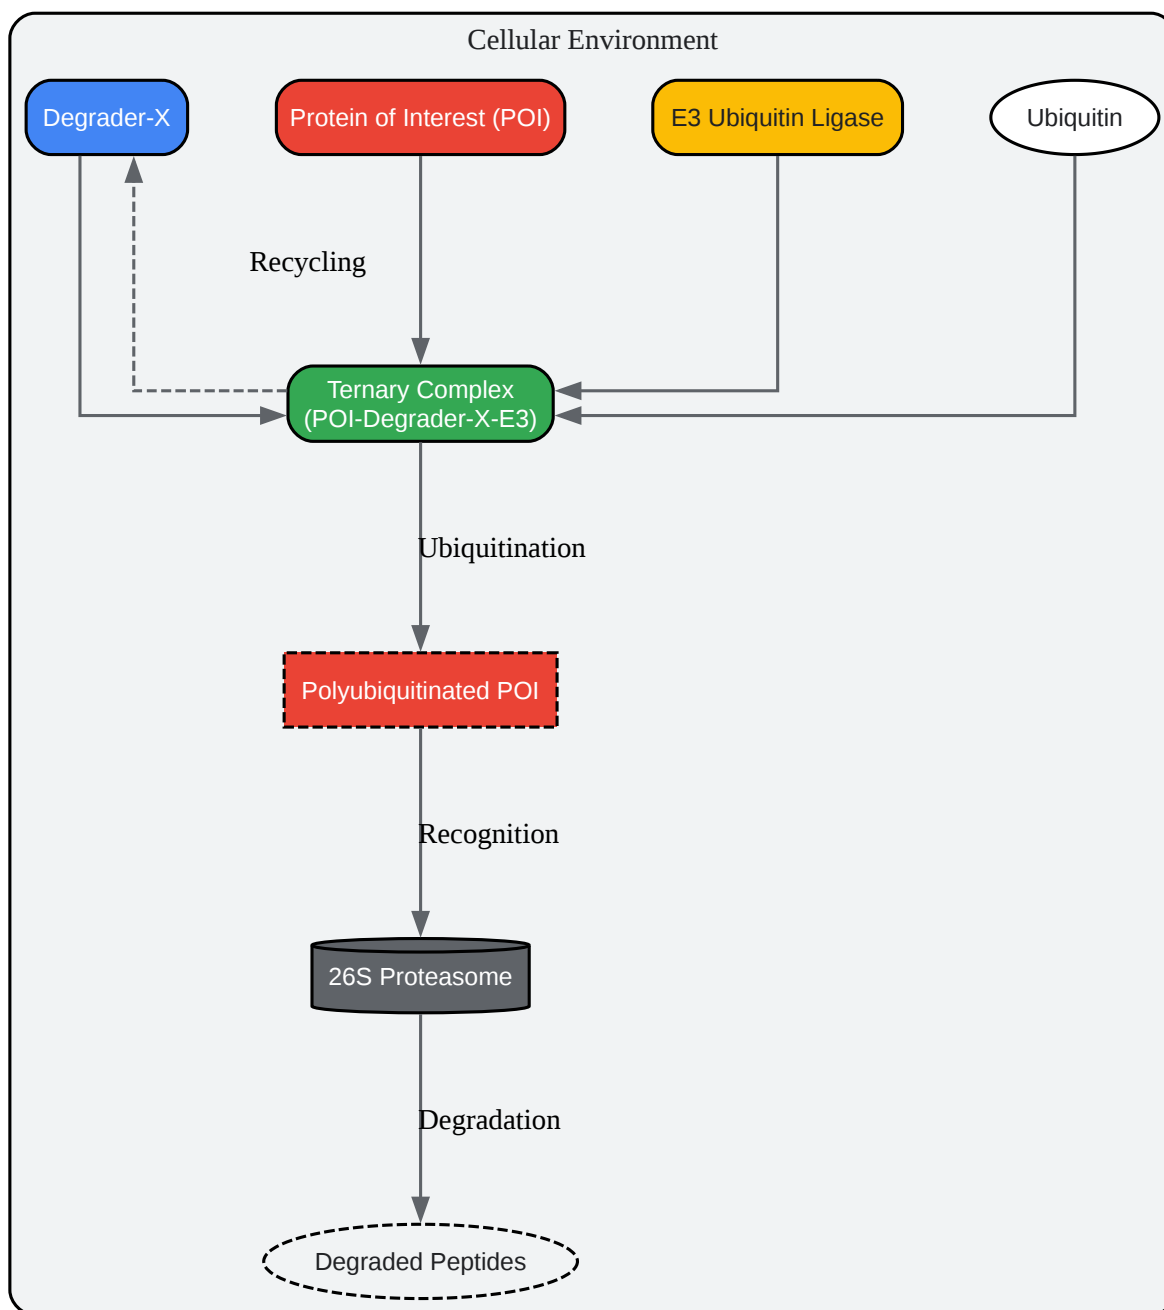 Cellular Environment
Degrader-X
Protein of Interest (POI)
E3 Ubiquitin Ligase
Ubiquitin
Recycling
Ternary Complex
(POI-Degrader-X-E3)
Ubiquitination
Polyubiquitinated POI
Recognition
26S Proteasome
Degradation
Degraded Peptides